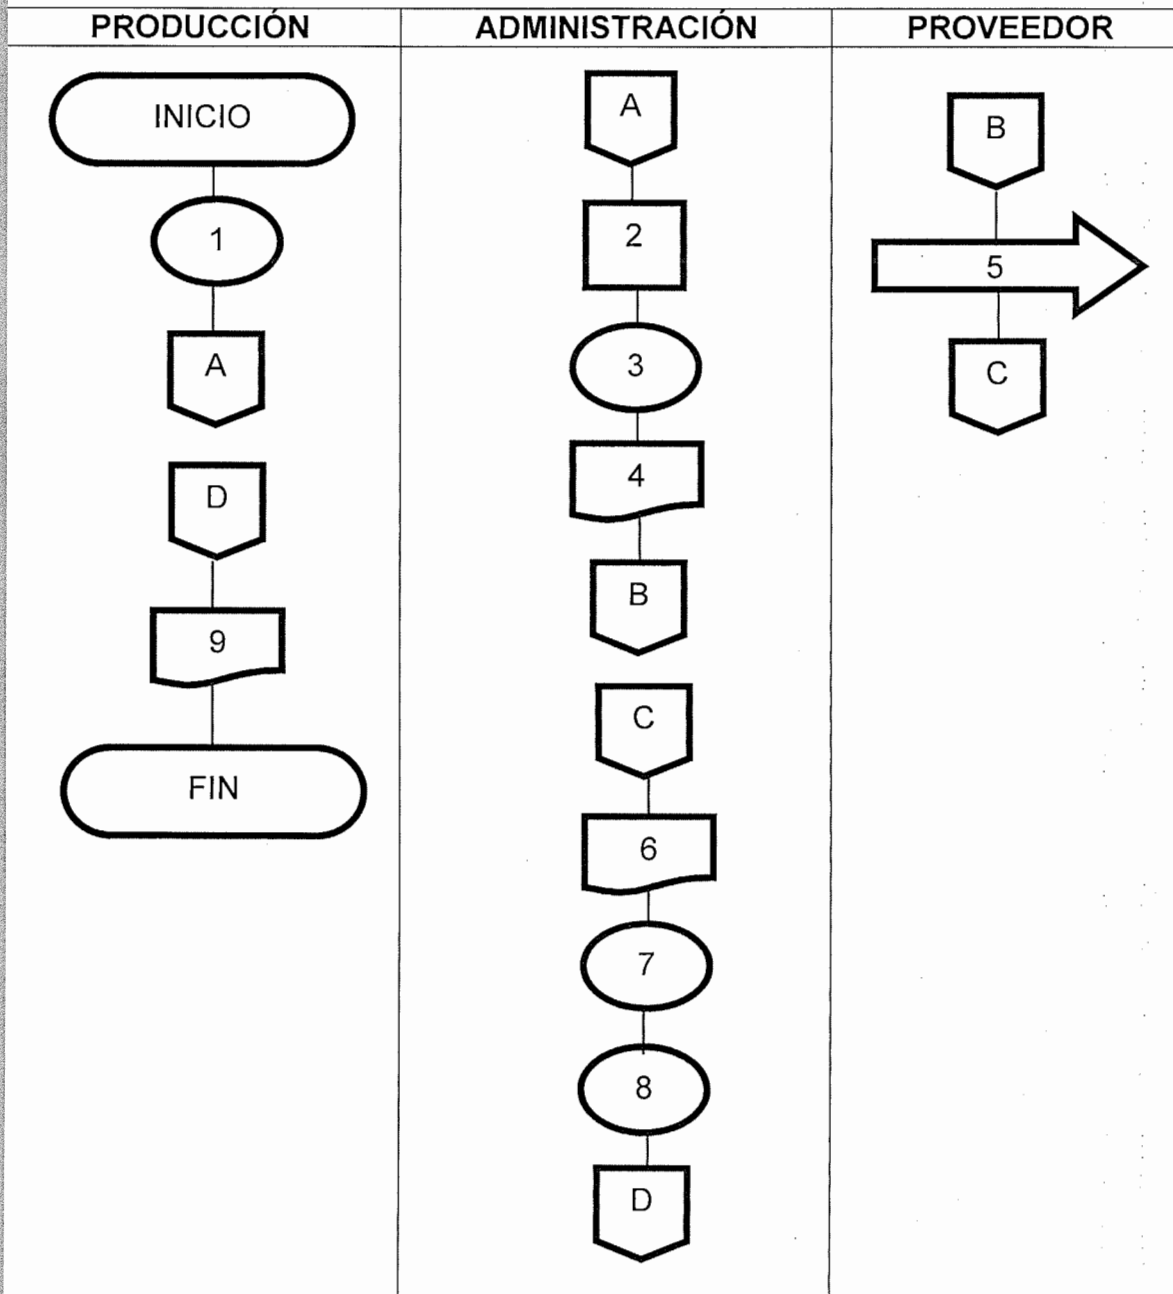 PRODUCCIÓN
INICIO
1
A
D
9
FIN
ADMINISTRACIÓN
A
2
3
4
B
C
6
7
8
D
PROVEEDOR
B
5
C